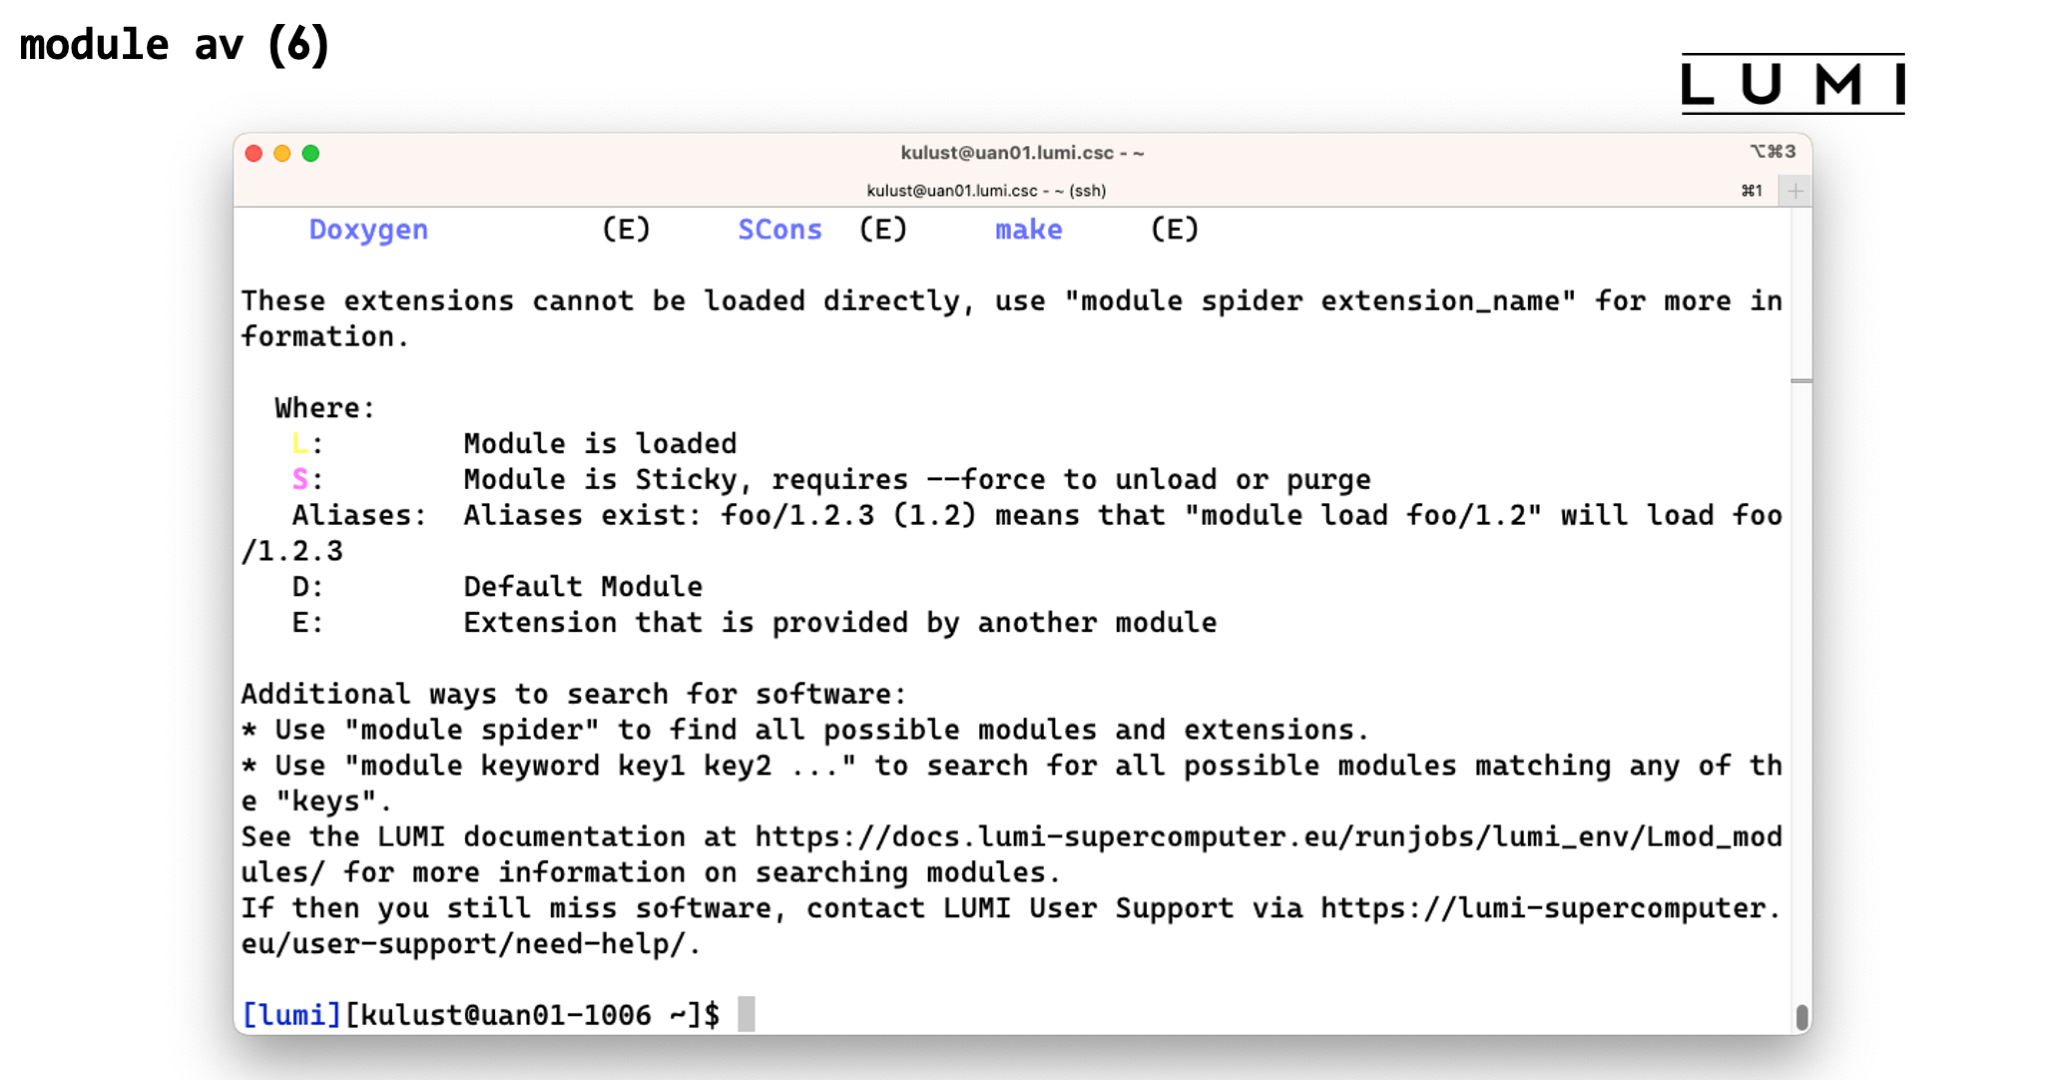 module av (6)
LUMI
kulust@uan01.lumi.csc - ~
⌥⌘3
kulust@uan01.lumi.csc - ~ (ssh)
⌘1 +
Doxygen (E) SCons (E) make (E)
These extensions cannot be loaded directly, use "module spider extension_name" for more in
formation.
Where:
L: Module is loaded
S: Module is Sticky, requires --force to unload or purge
Aliases: Aliases exist: foo/1.2.3 (1.2) means that "module load foo/1.2" will load foo
/1.2.3
D: Default Module
E: Extension that is provided by another module
Additional ways to search for software:
* Use "module spider" to find all possible modules and extensions.
* Use "module keyword key1 key2 ..." to search for all possible modules matching any of th
e "keys".
See the LUMI documentation at https://docs.lumi-supercomputer.eu/runjobs/lumi_env/Lmod_mod
ules/ for more information on searching modules.
If then you still miss software, contact LUMI User Support via https://lumi-supercomputer.
eu/user-support/need-help/.
[lumi][kulust@uan01-1006 ~]$